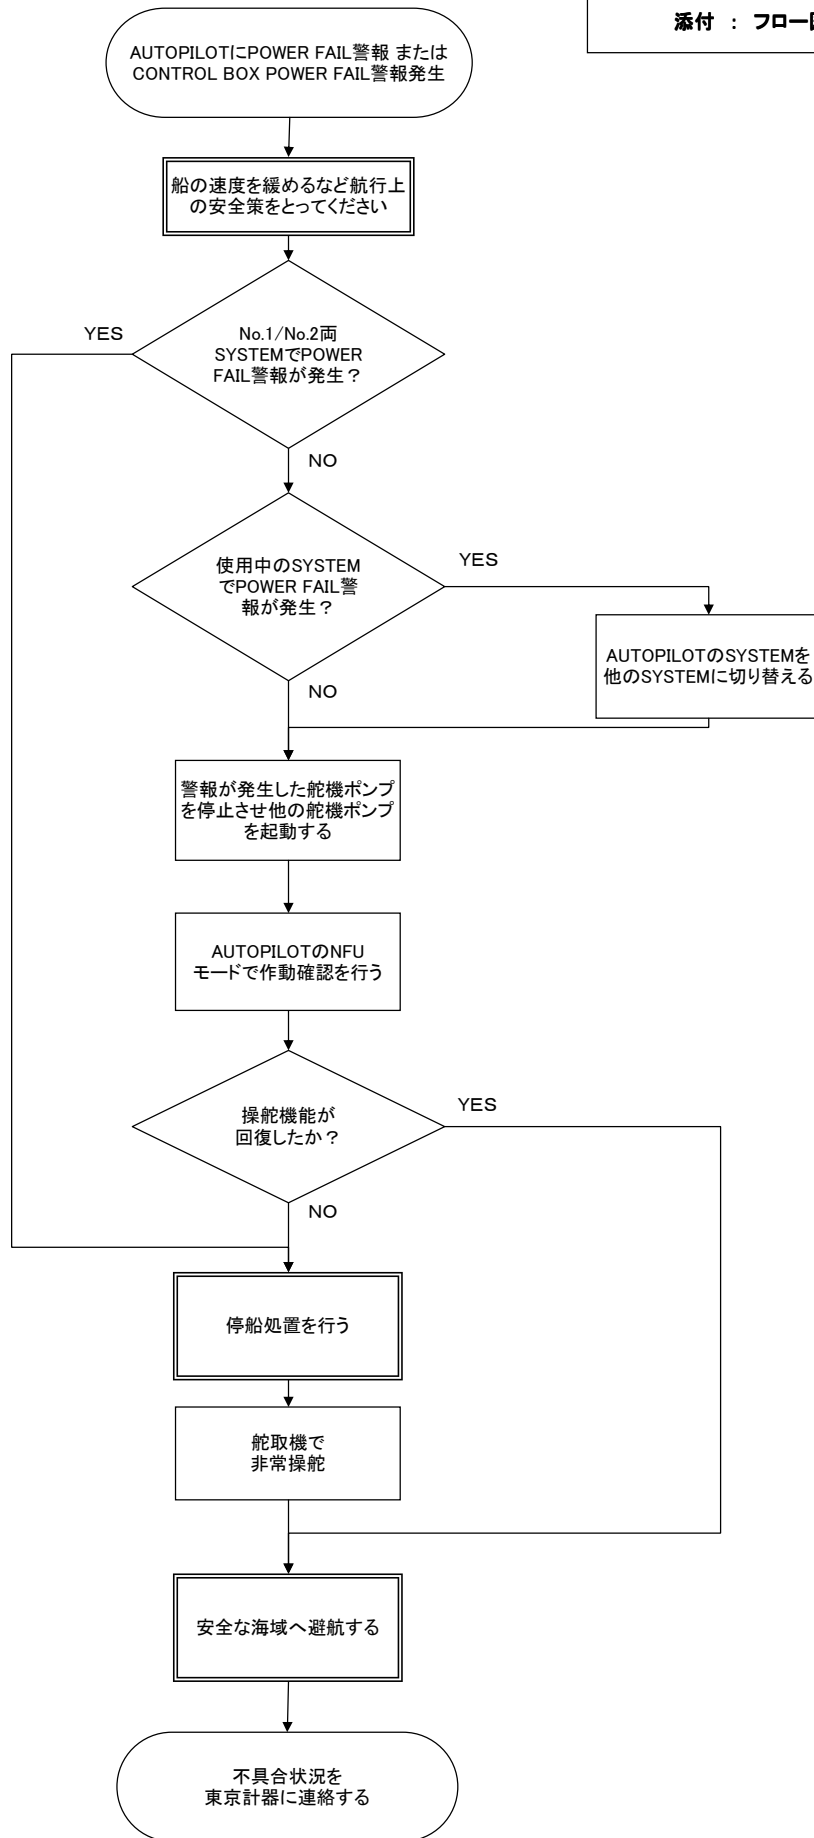 添付 : フロー図
AUTOPILOTにPOWER FAIL警報 または
CONTROL BOX POWER FAIL警報発生
船の速度を緩めるなど航行上
の安全策をとってください
YES
No.1/No.2両
SYSTEMでPOWER
FAIL警報が発生?
NO
使用中のSYSTEM
でPOWER FAIL警
報が発生?
YES
AUTOPILOTのSYSTEMを
他のSYSTEMに切り替える
NO
警報が発生した舵機ポンプ
を停止させ他の舵機ポンプ
を起動する
AUTOPILOTのNFU
モードで作動確認を行う
操舵機能が
回復したか?
YES
NO
停船処置を行う
舵取機で
非常操舵
安全な海域へ避航する
不具合状況を
東京計器に連絡する